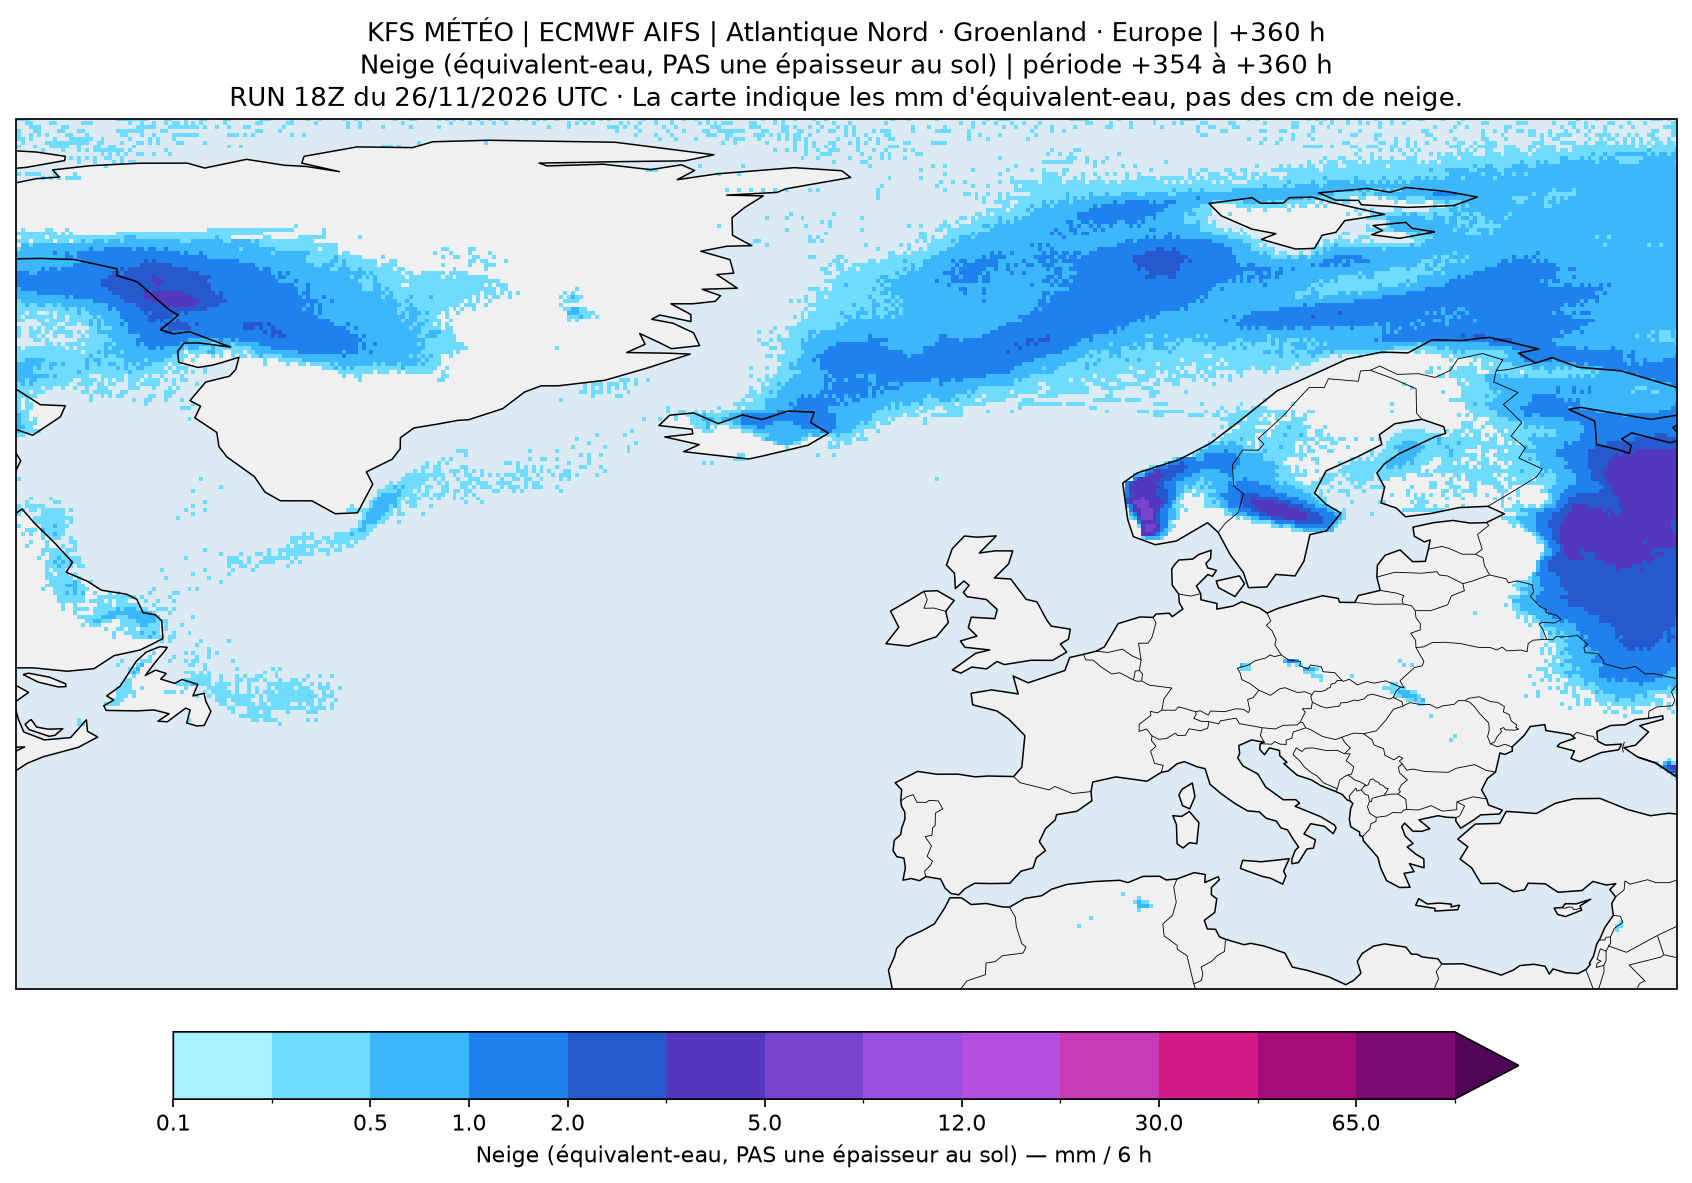 KFS MÉTÉO | ECMWF AIFS | Atlantique Nord · Groenland · Europe | +360 h
Neige (équivalent-eau, PAS une épaisseur au sol) | période +354 à +360 h
RUN 18Z du 26/11/2026 UTC · La carte indique les mm d'équivalent-eau, pas des cm de neige.
0.1 0.5 1.0 2.0 5.0 12.0 30.0 65.0
Neige (équivalent-eau, PAS une épaisseur au sol) — mm / 6 h